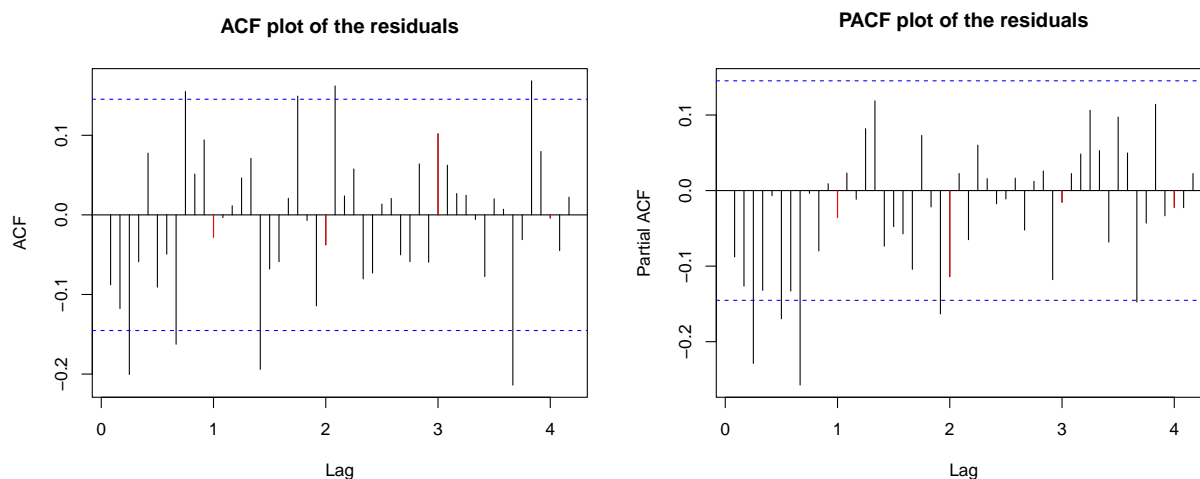 ACF plot of the residuals
ACF
0.1
0.0
−0.1
−0.2
0 1 2 3 4
Lag
PACF plot of the residuals
Partial ACF
0.1
0.0
−0.1
−0.2
0 1 2 3 4
Lag